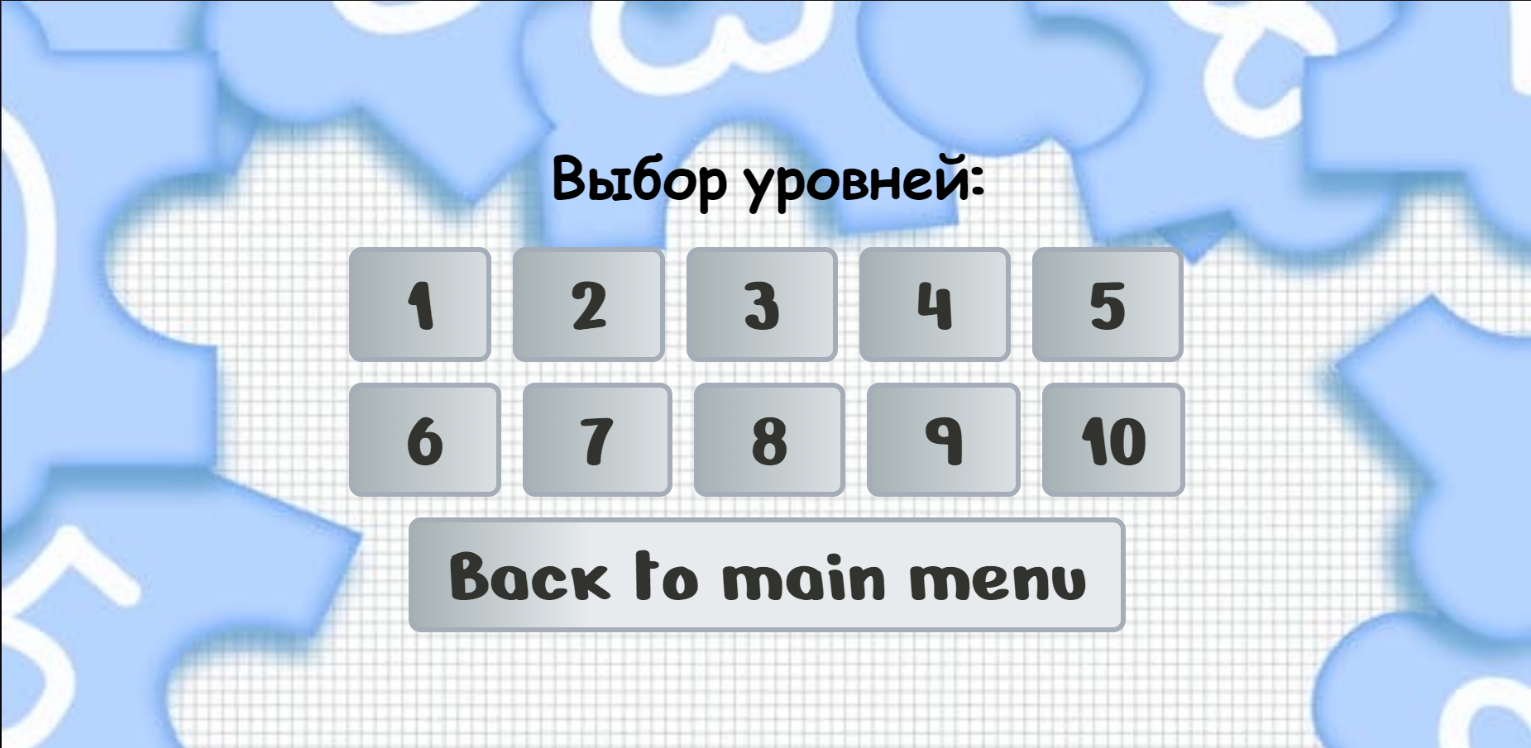 Выбор уровней:
1 2 3 4 5
6 7 8 9 10
Back to main menu